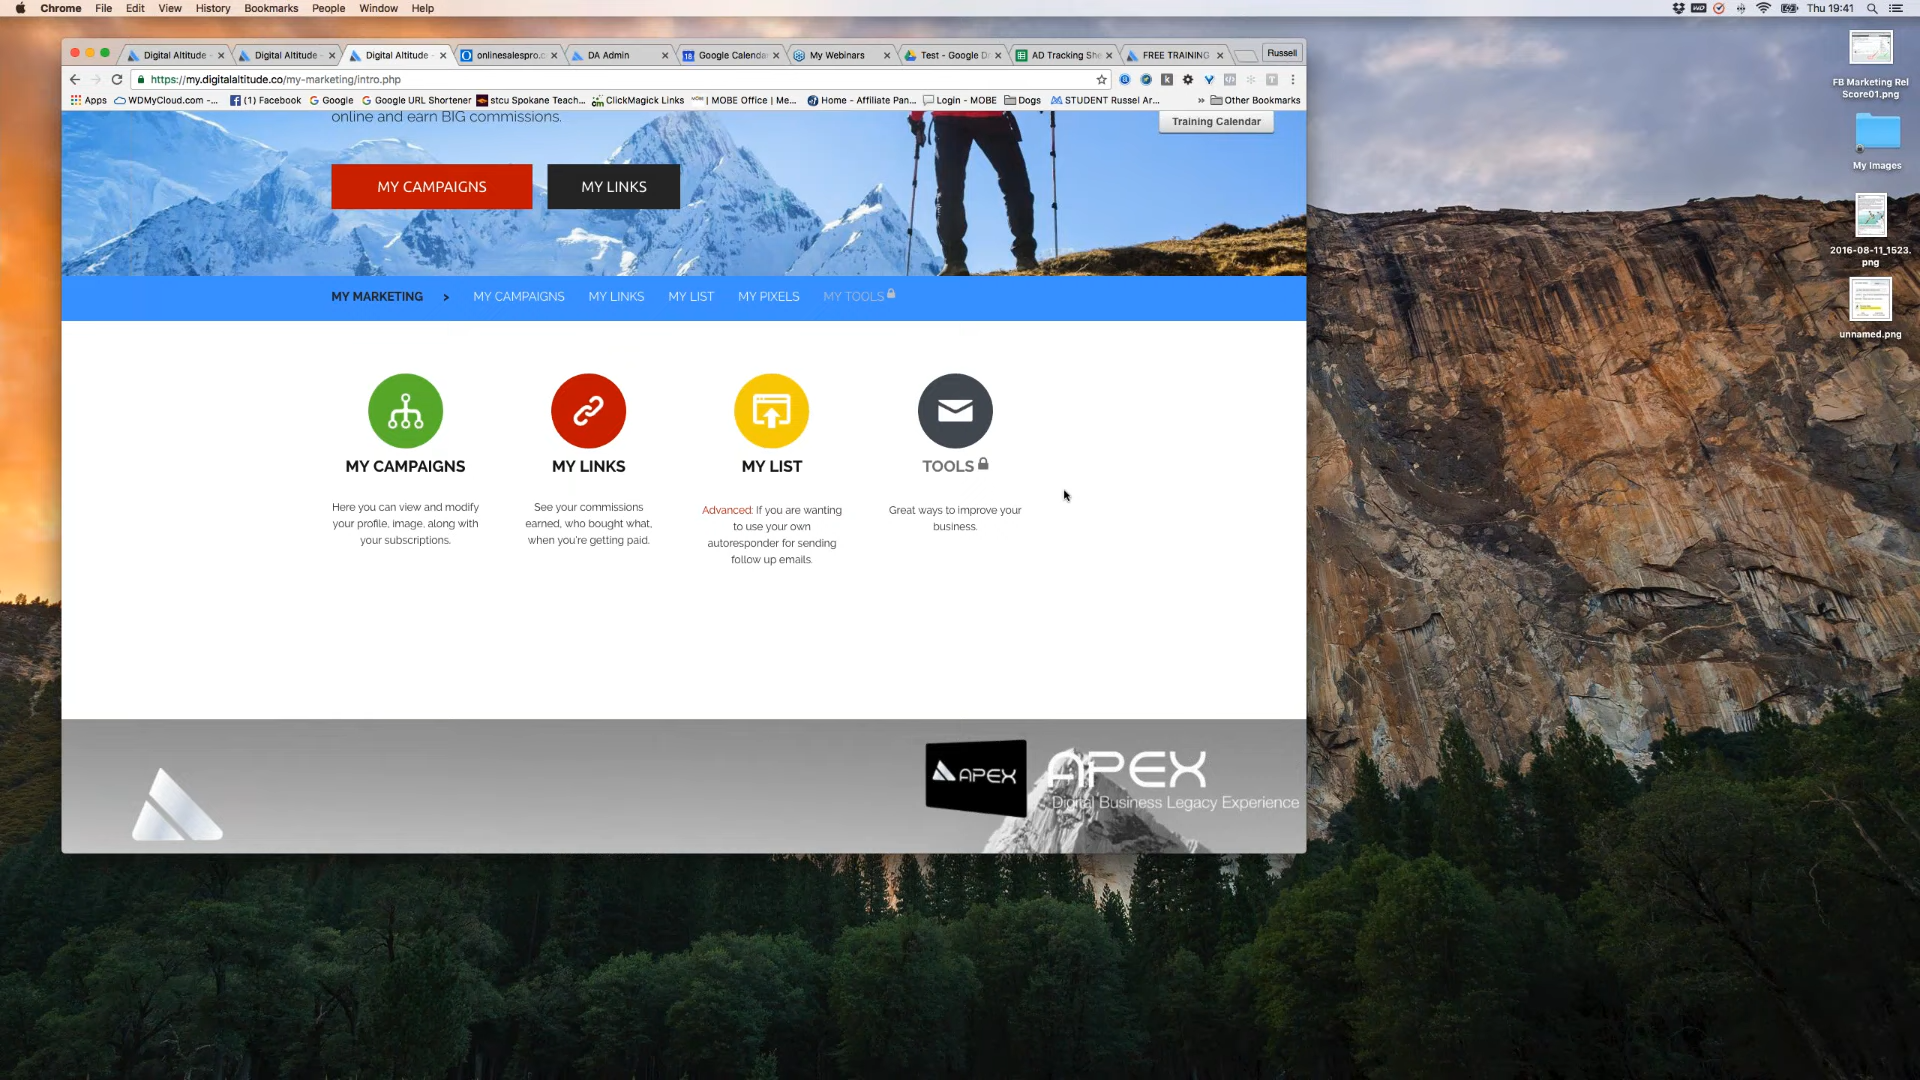 Chrome File Edit View History Bookmarks People Window Help
Thu 19:41
Digital Altitude - Digital Altitude - Digital Altitude - onlinesalespro.c DA Admin Google Calendar My Webinars Test - Google Dr AD Tracking She FREE TRAINING Russell
https://my.digitalaltitude.co/my-marketing/intro.php
Apps WDMyCloud.com -... (1) Facebook Google Google URL Shortener stcu Spokane Teach... ClickMagick Links | MOBE Office | Me... Home - Affiliate Pan... Login - MOBE Dogs STUDENT Russel Ar... » Other Bookmarks
online and earn BIG commissions.
Training Calendar
MY CAMPAIGNS MY LINKS
MY MARKETING > MY CAMPAIGNS MY LINKS MY LIST MY PIXELS MY TOOLS
MY CAMPAIGNS
Here you can view and modify
your profile, image, along with
your subscriptions.
MY LINKS
See your commissions
earned, who bought what,
when you're getting paid.
MY LIST
Advanced: If you are wanting
to use your own
autoresponder for sending
follow up emails.
TOOLS
Great ways to improve your
business.
APEX
APEX
Digital Business Legacy Experience
FB Marketing Rel
Score01.png
My Images
2016-08-11_1523.
png
unnamed.png